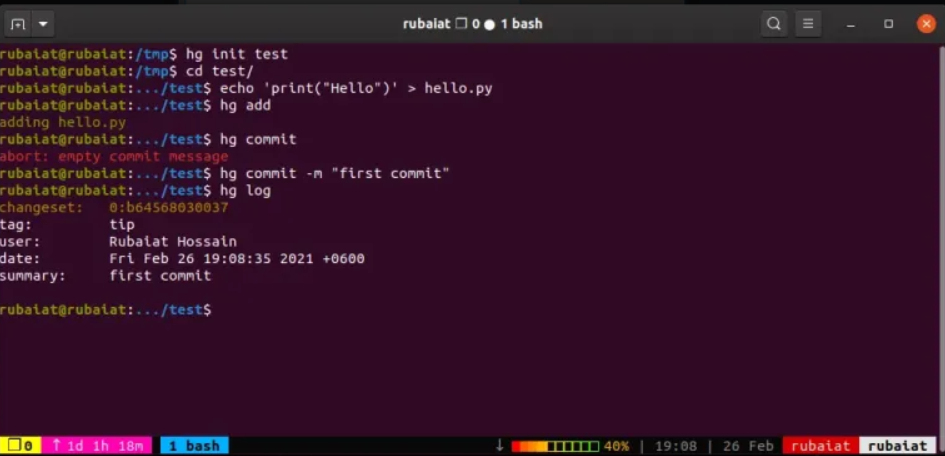 rubaiat ❐ 0 ● 1 bash
rubaiat@rubaiat:/tmp$ hg init test
rubaiat@rubaiat:/tmp$ cd test/
rubaiat@rubaiat:.../test$ echo 'print("Hello")' > hello.py
rubaiat@rubaiat:.../test$ hg add
adding hello.py
rubaiat@rubaiat:.../test$ hg commit
abort: empty commit message
rubaiat@rubaiat:.../test$ hg commit -m "first commit"
rubaiat@rubaiat:.../test$ hg log
changeset:   0:b64568030037
tag:         tip
user:        Rubaiat Hossain
date:        Fri Feb 26 19:08:35 2021 +0600
summary:     first commit
rubaiat@rubaiat:.../test$
❐ 0 ↑ 1d 1h 18m 1 bash ↓ 40% | 19:08 | 26 Feb rubaiat rubaiat